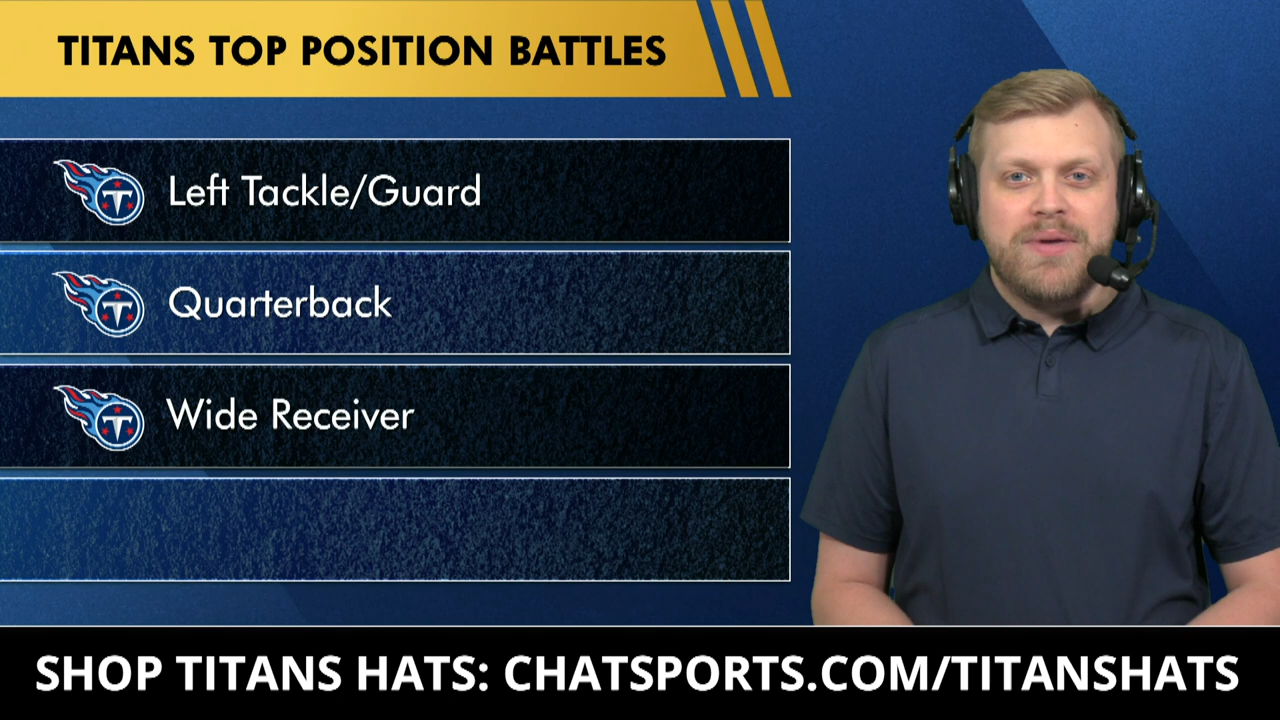 TITANS TOP POSITION BATTLES
Left Tackle/Guard
Quarterback
Wide Receiver
SHOP TITANS HATS: CHATSPORTS.COM/TITANSHATS